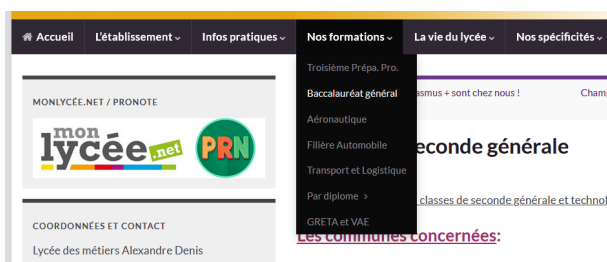 Accueil L'établissement Infos pratiques Nos formations La vie du lycée Nos spécificités
Troisième Prépa. Pro.
MONLYCÉE.NET / PRONOTE
Baccalauréat général
asmus + sont chez nous ! Champ
Aéronautique
mon
lycée.net
PRN
Filière Automobile
econde générale
Transport et Logistique
Par diplome >
classes de seconde générale et technol
COORDONNÉES ET CONTACT
GRETA et VAE
Les communes concernées:
Lycée des métiers Alexandre Denis